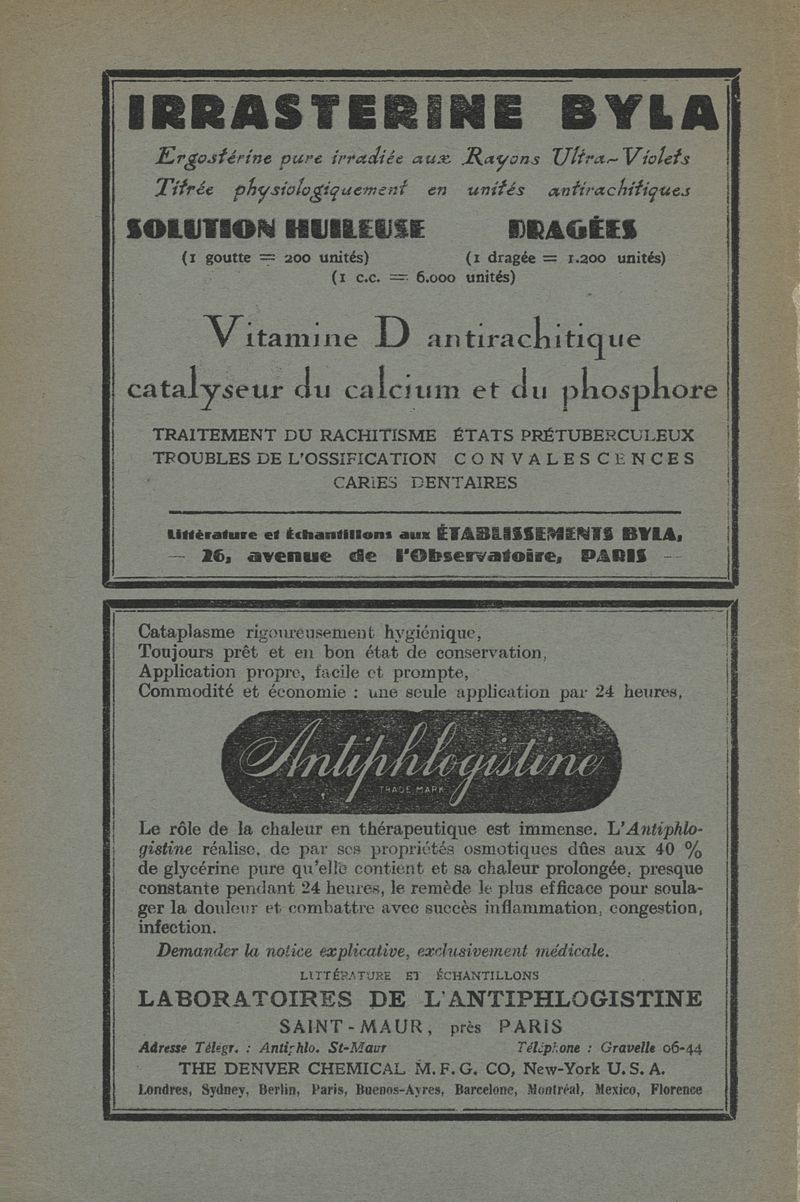 IRRASTERINE BYLA
Ergostérine pure irradiée aux Rayons Ultra-Violets
Titrée physiologiquement en unités antirachitiques
SOLUTION HUILEUSE DRAGÉES
(1 goutte = 200 unités) (1 dragée = 1.200 unités)
(1 c.c. = 6.000 unités)
Vitamine D antirachitique
catalyseur du calcium et du phosphore
TRAITEMENT DU RACHITISME ÉTATS PRÉTUBERCULEUX
TROUBLES DE L'OSSIFICATION CONVALESCENCES
CARIES DENTAIRES
Littérature et Échantillons aux ÉTABLISSEMENTS BYLA,
— 26, avenue de l'Observatoire, PARIS —
Cataplasme rigoureusement hygiénique,
Toujours prêt et en bon état de conservation,
Application propre, facile et prompte,
Commodité et économie : une seule application par 24 heures,
Antiphlogistine
TRADE MARK
Le rôle de la chaleur en thérapeutique est immense. L'Antiphlo-
gistine réalise, de par ses propriétés osmotiques dûes aux 40 %
de glycérine pure qu'elle contient et sa chaleur prolongée, presque
constante pendant 24 heures, le remède le plus efficace pour soula-
ger la douleur et combattre avec succès inflammation, congestion,
infection.
Demander la notice explicative, exclusivement médicale.
LITTÉRATURE ET ÉCHANTILLONS
LABORATOIRES DE L'ANTIPHLOGISTINE
SAINT-MAUR, près PARIS
Adresse Télégr. : Antiphlo. St-Maur Téléphone : Gravelle 06-44
THE DENVER CHEMICAL M.F.G. CO, New-York U.S.A.
Londres, Sydney, Berlin, Paris, Buenos-Ayres, Barcelone, Montréal, Mexico, Florence